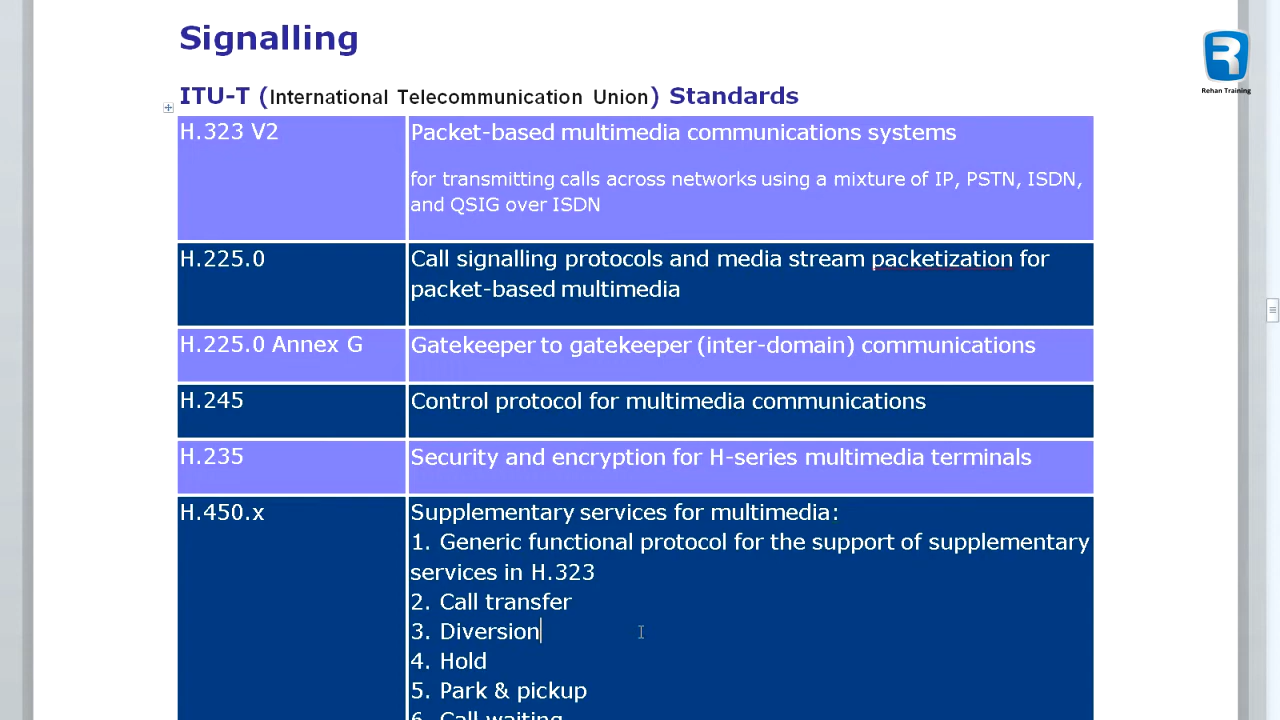 Signalling
Rehan Training
ITU-T (International Telecommunication Union) Standards
H.323 V2
Packet-based multimedia communications systems
for transmitting calls across networks using a mixture of IP, PSTN, ISDN,
and QSIG over ISDN
H.225.0
Call signalling protocols and media stream packetization for
packet-based multimedia
H.225.0 Annex G
Gatekeeper to gatekeeper (inter-domain) communications
H.245
Control protocol for multimedia communications
H.235
Security and encryption for H-series multimedia terminals
H.450.x
Supplementary services for multimedia:
1. Generic functional protocol for the support of supplementary
services in H.323
2. Call transfer
3. Diversion
4. Hold
5. Park & pickup
6. Call waiting